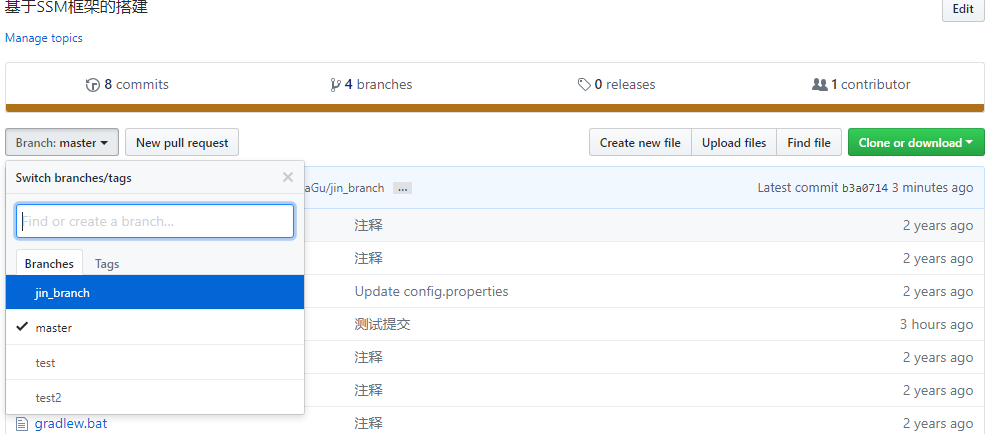 基于SSM框架的搭建
Edit
Manage topics
8 commits
4 branches
0 releases
1 contributor
Branch: master
New pull request
Create new file
Upload files
Find file
Clone or download
Switch branches/tags
aGu/jin_branch
...
Latest commit b3a0714 3 minutes ago
Find or create a branch...
注释
2 years ago
Branches
Tags
注释
2 years ago
jin_branch
Update config.properties
2 years ago
master
测试提交
3 hours ago
test
注释
2 years ago
test2
注释
2 years ago
gradlew.bat
注释
2 years ago